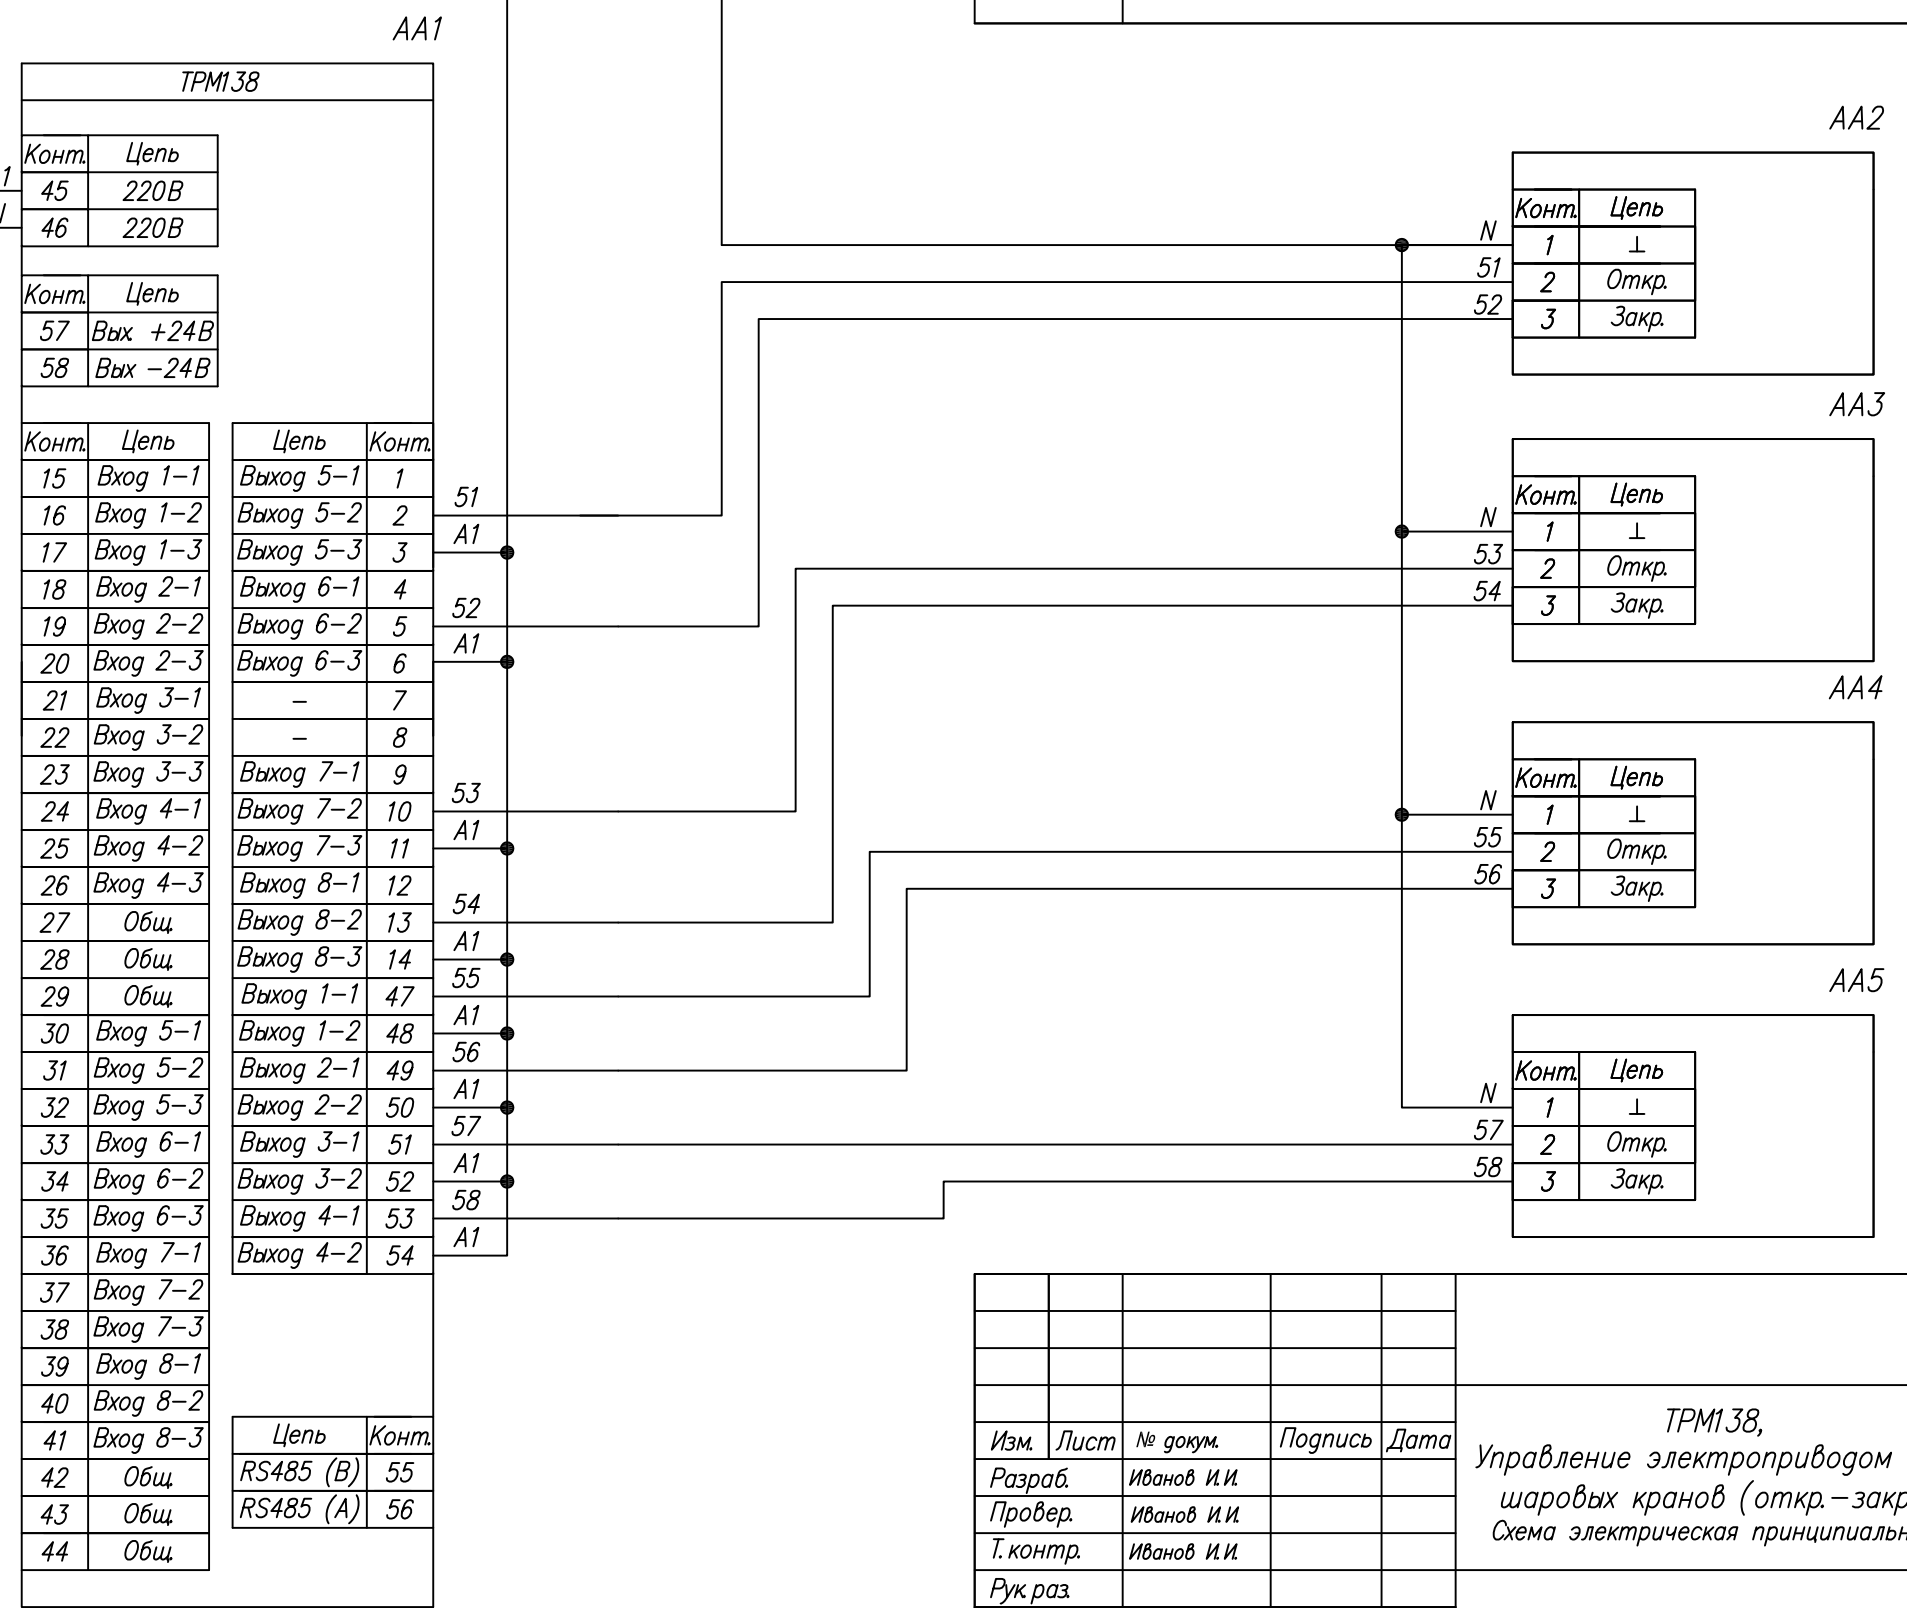 AA1
ТРМ138
Конт. Цепь
1 45 220В
46 220В
Конт. Цепь
57 Вых. +24В
58 Вых -24В
Конт. Цепь Цепь Конт.
15 Вход 1-1 Выход 5-1 1
51
16 Вход 1-2 Выход 5-2 2
A1
17 Вход 1-3 Выход 5-3 3
18 Вход 2-1 Выход 6-1 4
52
19 Вход 2-2 Выход 6-2 5
A1
20 Вход 2-3 Выход 6-3 6
21 Вход 3-1 - 7
22 Вход 3-2 - 8
23 Вход 3-3 Выход 7-1 9
53
24 Вход 4-1 Выход 7-2 10
A1
25 Вход 4-2 Выход 7-3 11
26 Вход 4-3 Выход 8-1 12
54
27 Общ. Выход 8-2 13
A1
28 Общ. Выход 8-3 14
55
29 Общ. Выход 1-1 47
A1
30 Вход 5-1 Выход 1-2 48
56
31 Вход 5-2 Выход 2-1 49
A1
32 Вход 5-3 Выход 2-2 50
57
33 Вход 6-1 Выход 3-1 51
A1
34 Вход 6-2 Выход 3-2 52
58
35 Вход 6-3 Выход 4-1 53
A1
36 Вход 7-1 Выход 4-2 54
37 Вход 7-2
38 Вход 7-3
39 Вход 8-1
40 Вход 8-2
41 Вход 8-3
42 Общ.
43 Общ.
44 Общ.
Цепь Конт.
RS485 (B) 55
RS485 (A) 56
AA2
Конт. Цепь
N 1 ⊥
51 2 Откр.
52 3 Закр.
AA3
Конт. Цепь
N 1 ⊥
53 2 Откр.
54 3 Закр.
AA4
Конт. Цепь
N 1 ⊥
55 2 Откр.
56 3 Закр.
AA5
Конт. Цепь
N 1 ⊥
57 2 Откр.
58 3 Закр.
Изм. Лист № докум. Подпись Дата
Разраб. Иванов И.И.
Провер. Иванов И.И.
Т.контр. Иванов И.И.
Рук.раз.
ТРМ138,
Управление электроприводом
шаровых кранов (откр.-закр
Схема электрическая принципиальн